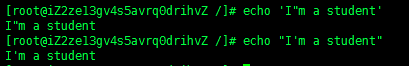 [root@iZ2ze13gv4s5avrq0drihvZ /]# echo 'I"m a student'
I"m a student
[root@iZ2ze13gv4s5avrq0drihvZ /]# echo "I'm a student"
I'm a student